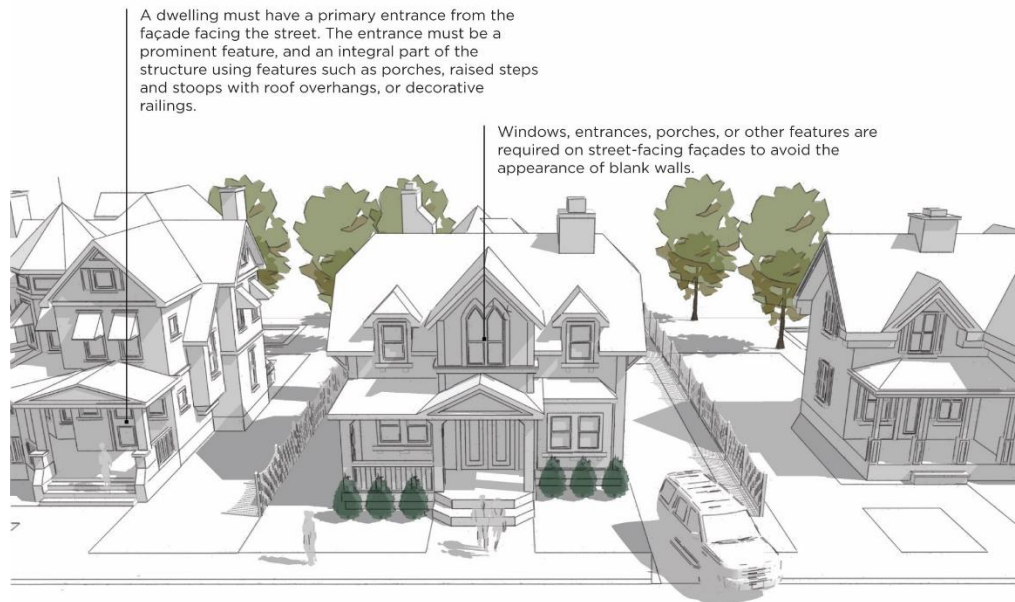 A dwelling must have a primary entrance from the
façade facing the street. The entrance must be a
prominent feature, and an integral part of the
structure using features such as porches, raised steps
and stoops with roof overhangs, or decorative
railings.
Windows, entrances, porches, or other features are
required on street-facing façades to avoid the
appearance of blank walls.